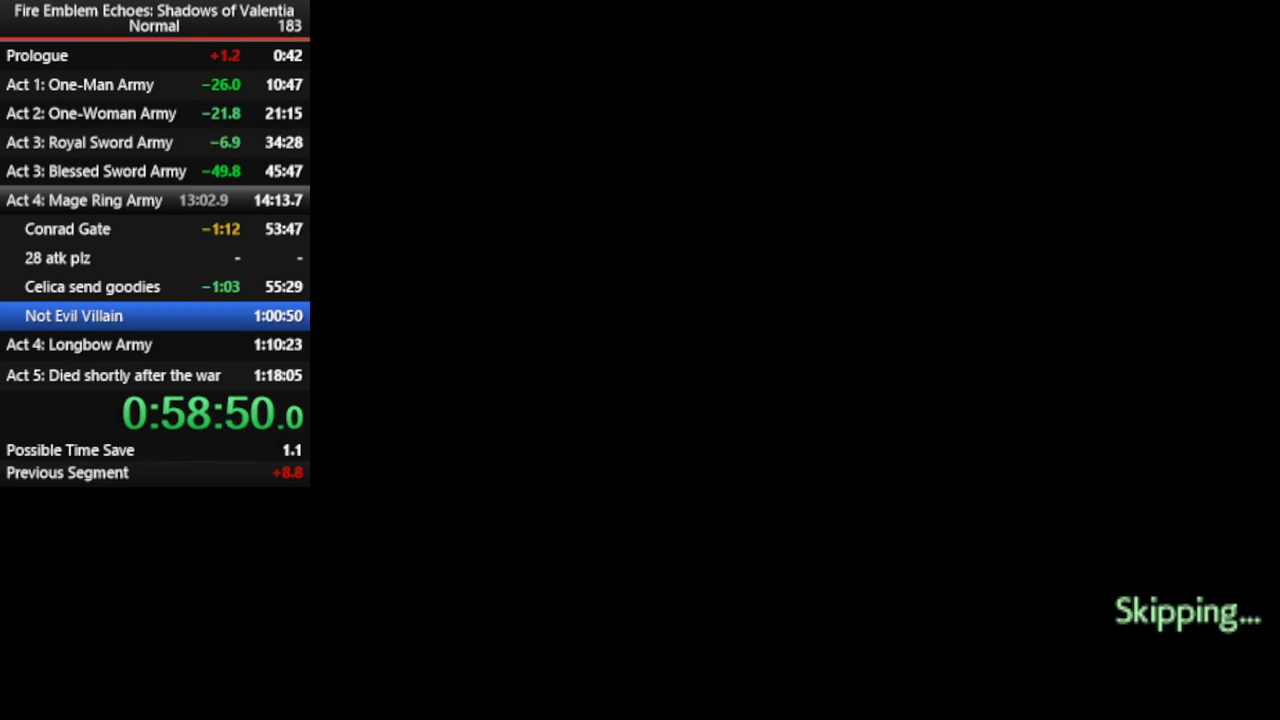 Fire Emblem Echoes: Shadows of Valentia
Normal 183
Prologue +1.2 0:42
Act 1: One-Man Army −26.0 10:47
Act 2: One-Woman Army −21.8 21:15
Act 3: Royal Sword Army −6.9 34:28
Act 3: Blessed Sword Army −49.8 45:47
Act 4: Mage Ring Army 13:02.9 14:13.7
Conrad Gate −1:12 53:47
28 atk plz - -
Celica send goodies −1:03 55:29
Not Evil Villain 1:00:50
Act 4: Longbow Army 1:10:23
Act 5: Died shortly after the war 1:18:05
0:58:50.0
Possible Time Save 1.1
Previous Segment +8.8
Skipping...